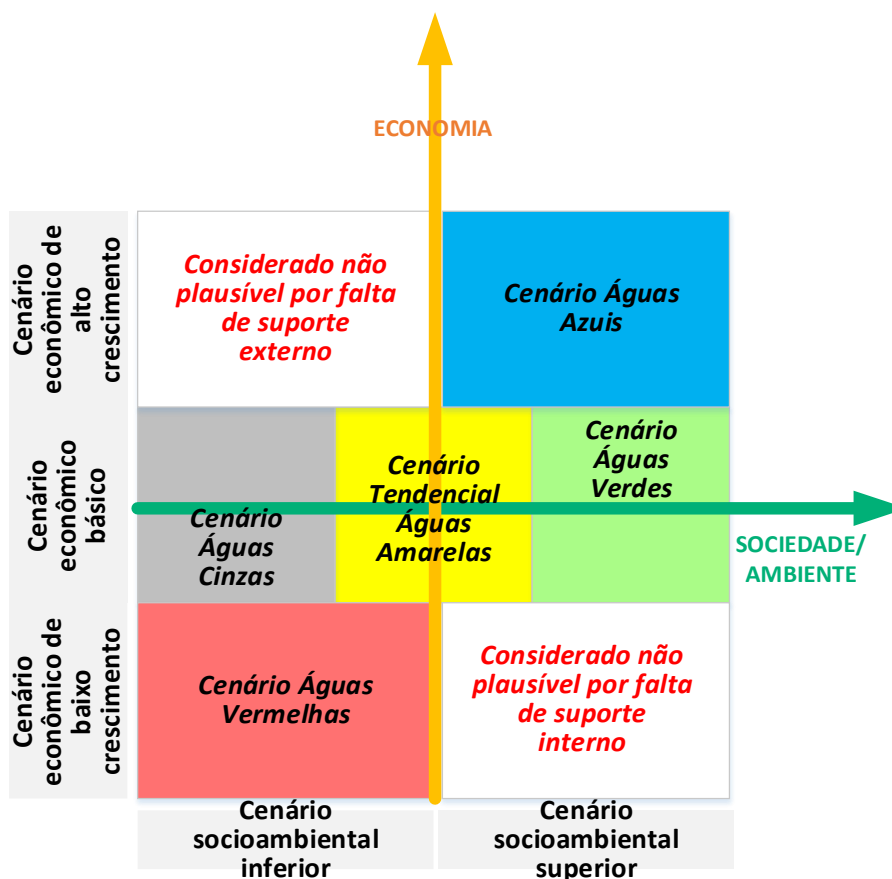 ECONOMIA
Cenário
econômico de
alto
crescimento
Considerado não
plausível por falta
de suporte
externo
Cenário Águas
Azuis
Cenário
econômico
básico
Cenário
Águas
Cinzas
Cenário
Tendencial
Águas
Amarelas
Cenário
Águas
Verdes
SOCIEDADE/
AMBIENTE
Cenário
econômico de
baixo
crescimento
Cenário Águas
Vermelhas
Considerado não
plausível por falta
de suporte
interno
Cenário
socioambiental
inferior
Cenário
socioambiental
superior